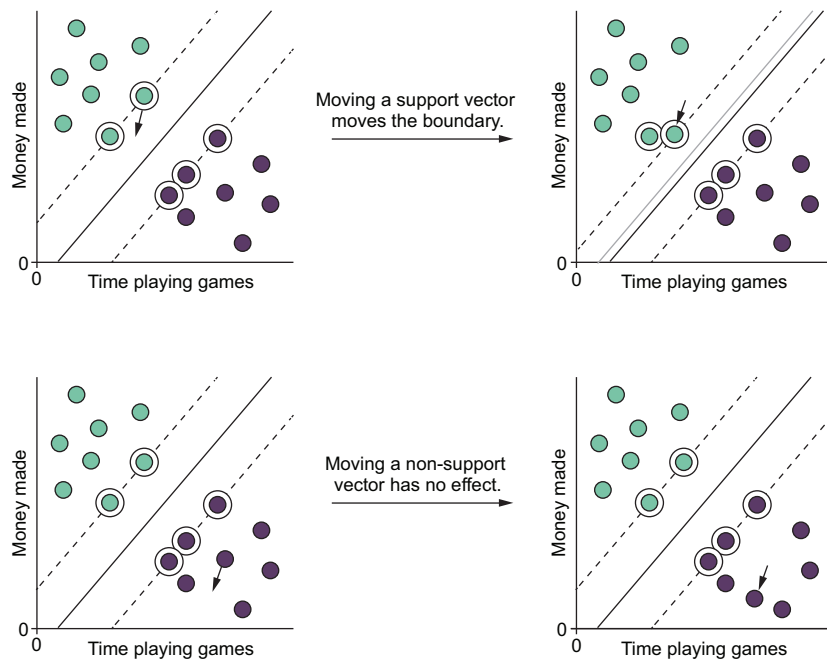 Money made
0
0
Time playing games
Moving a support vector
moves the boundary.
Money made
0
0
Time playing games
Money made
0
0
Time playing games
Moving a non-support
vector has no effect.
Money made
0
0
Time playing games